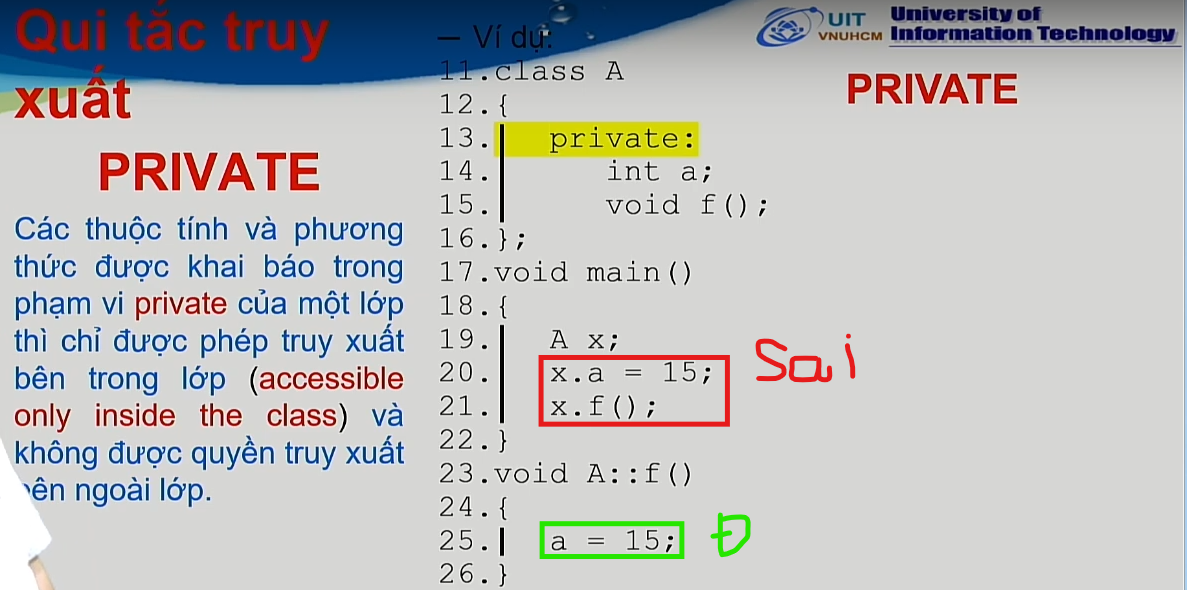 Qui tắc truy
xuất
PRIVATE
Các thuộc tính và phương
thức được khai báo trong
phạm vi private của một lớp
thì chỉ được phép truy xuất
bên trong lớp (accessible
only inside the class) và
không được quyền truy xuất
bên ngoài lớp.
— Ví dụ:
11.class A
12.{
13. private:
14. int a;
15. void f();
16.};
17.void main()
18.{
19. A x;
20. x.a = 15;
21. x.f();
Sai
22.}
23.void A::f()
24.{
25. a = 15; Đ
26.}
UIT
VNUHCM
University of
Information Technology
PRIVATE